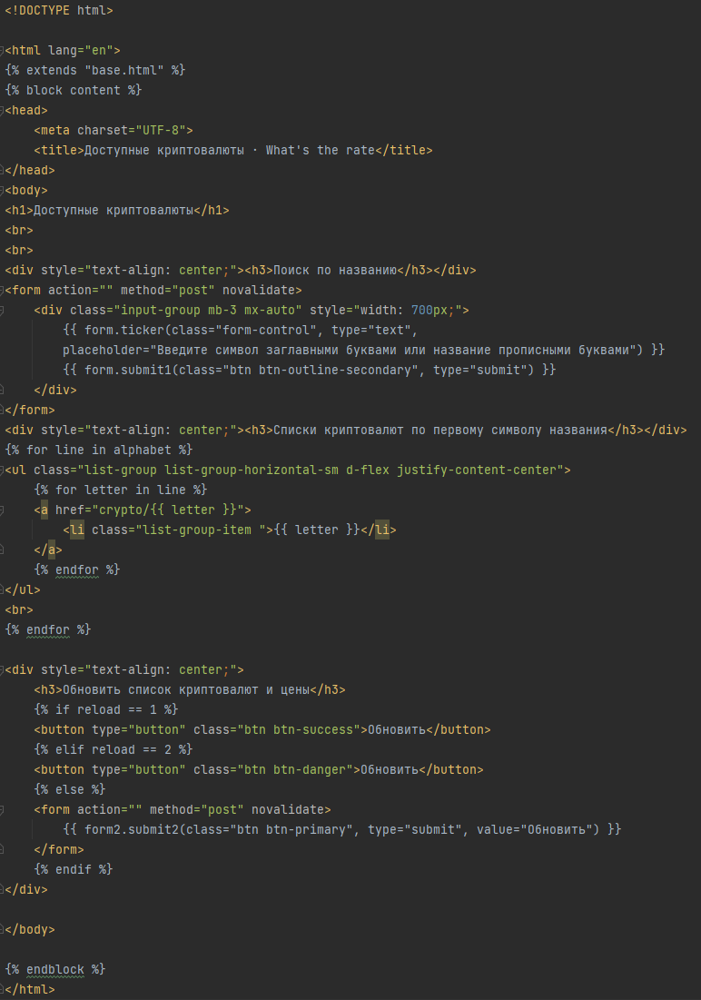 <!DOCTYPE html>
<html lang="en">
{% extends "base.html" %}
{% block content %}
<head>
    <meta charset="UTF-8">
    <title>Доступные криптовалюты · What's the rate</title>
</head>
<body>
<h1>Доступные криптовалюты</h1>
<br>
<br>
<div style="text-align: center;"><h3>Поиск по названию</h3></div>
<form action="" method="post" novalidate>
    <div class="input-group mb-3 mx-auto" style="width: 700px;">
        {{ form.ticker(class="form-control", type="text",
        placeholder="Введите символ заглавными буквами или название прописными буквами") }}
        {{ form.submit1(class="btn btn-outline-secondary", type="submit") }}
    </div>
</form>
<div style="text-align: center;"><h3>Списки криптовалют по первому символу названия</h3></div>
{% for line in alphabet %}
<ul class="list-group list-group-horizontal-sm d-flex justify-content-center">
    {% for letter in line %}
    <a href="crypto/{{ letter }}">
        <li class="list-group-item ">{{ letter }}</li>
    </a>
    {% endfor %}
</ul>
<br>
{% endfor %}
<div style="text-align: center;">
    <h3>Обновить список криптовалют и цены</h3>
    {% if reload == 1 %}
    <button type="button" class="btn btn-success">Обновить</button>
    {% elif reload == 2 %}
    <button type="button" class="btn btn-danger">Обновить</button>
    {% else %}
    <form action="" method="post" novalidate>
        {{ form2.submit2(class="btn btn-primary", type="submit", value="Обновить") }}
    </form>
    {% endif %}
</div>
</body>
{% endblock %}
</html>